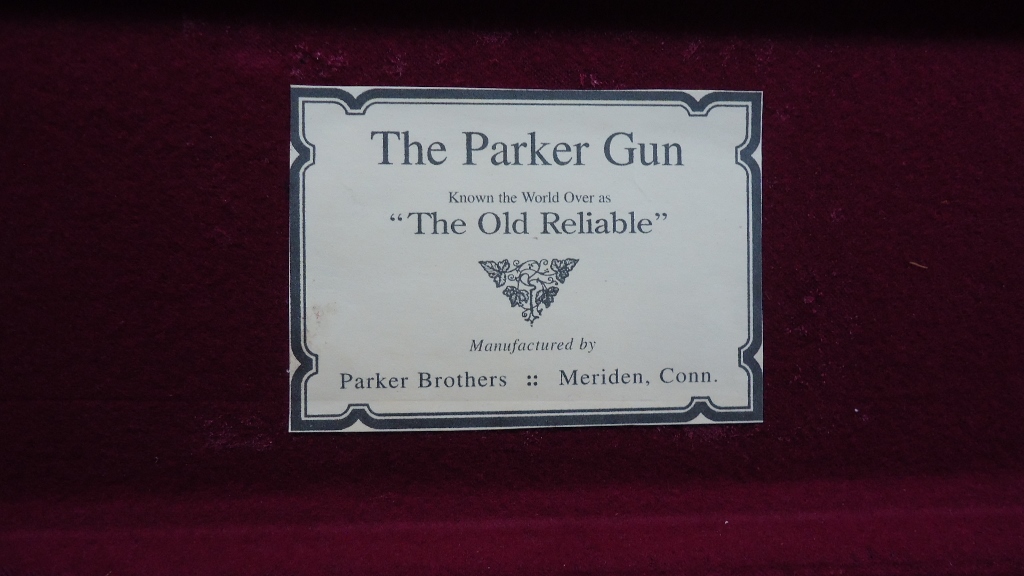 The Parker Gun
Known the World Over as
“The Old Reliable”
Manufactured by
Parker Brothers :: Meriden, Conn.